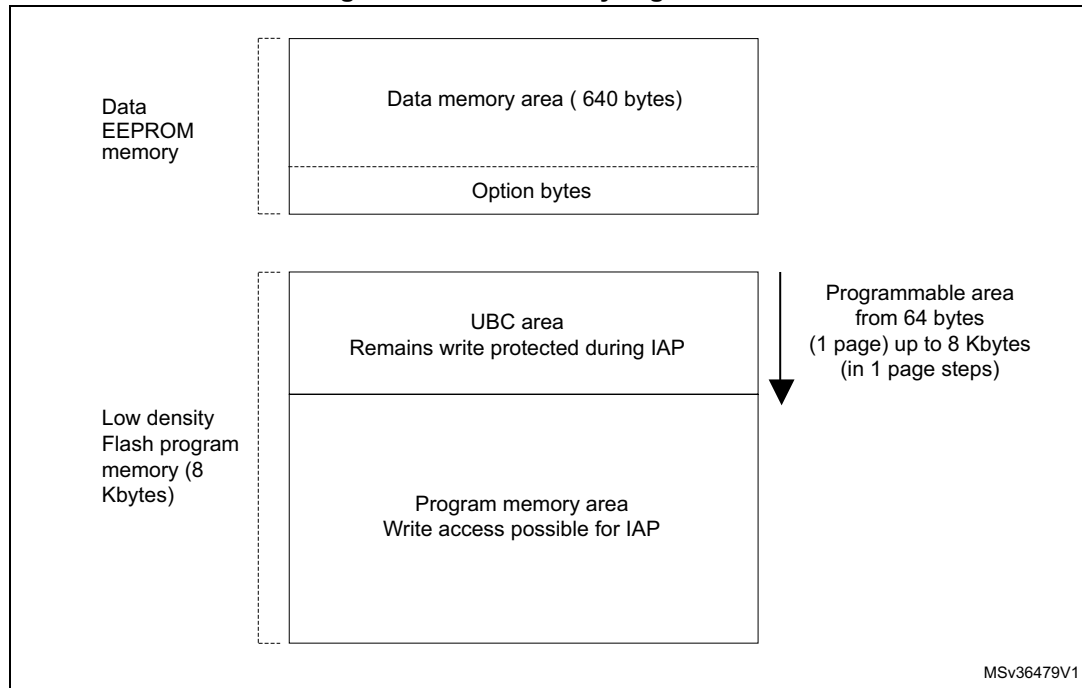 Data memory area ( 640 bytes)
Data
EEPROM
memory
Option bytes
UBC area
Remains write protected during IAP
Programmable area
from 64 bytes
(1 page) up to 8 Kbytes
(in 1 page steps)
Low density
Flash program
memory (8
Kbytes)
Program memory area
Write access possible for IAP
MSv36479V1